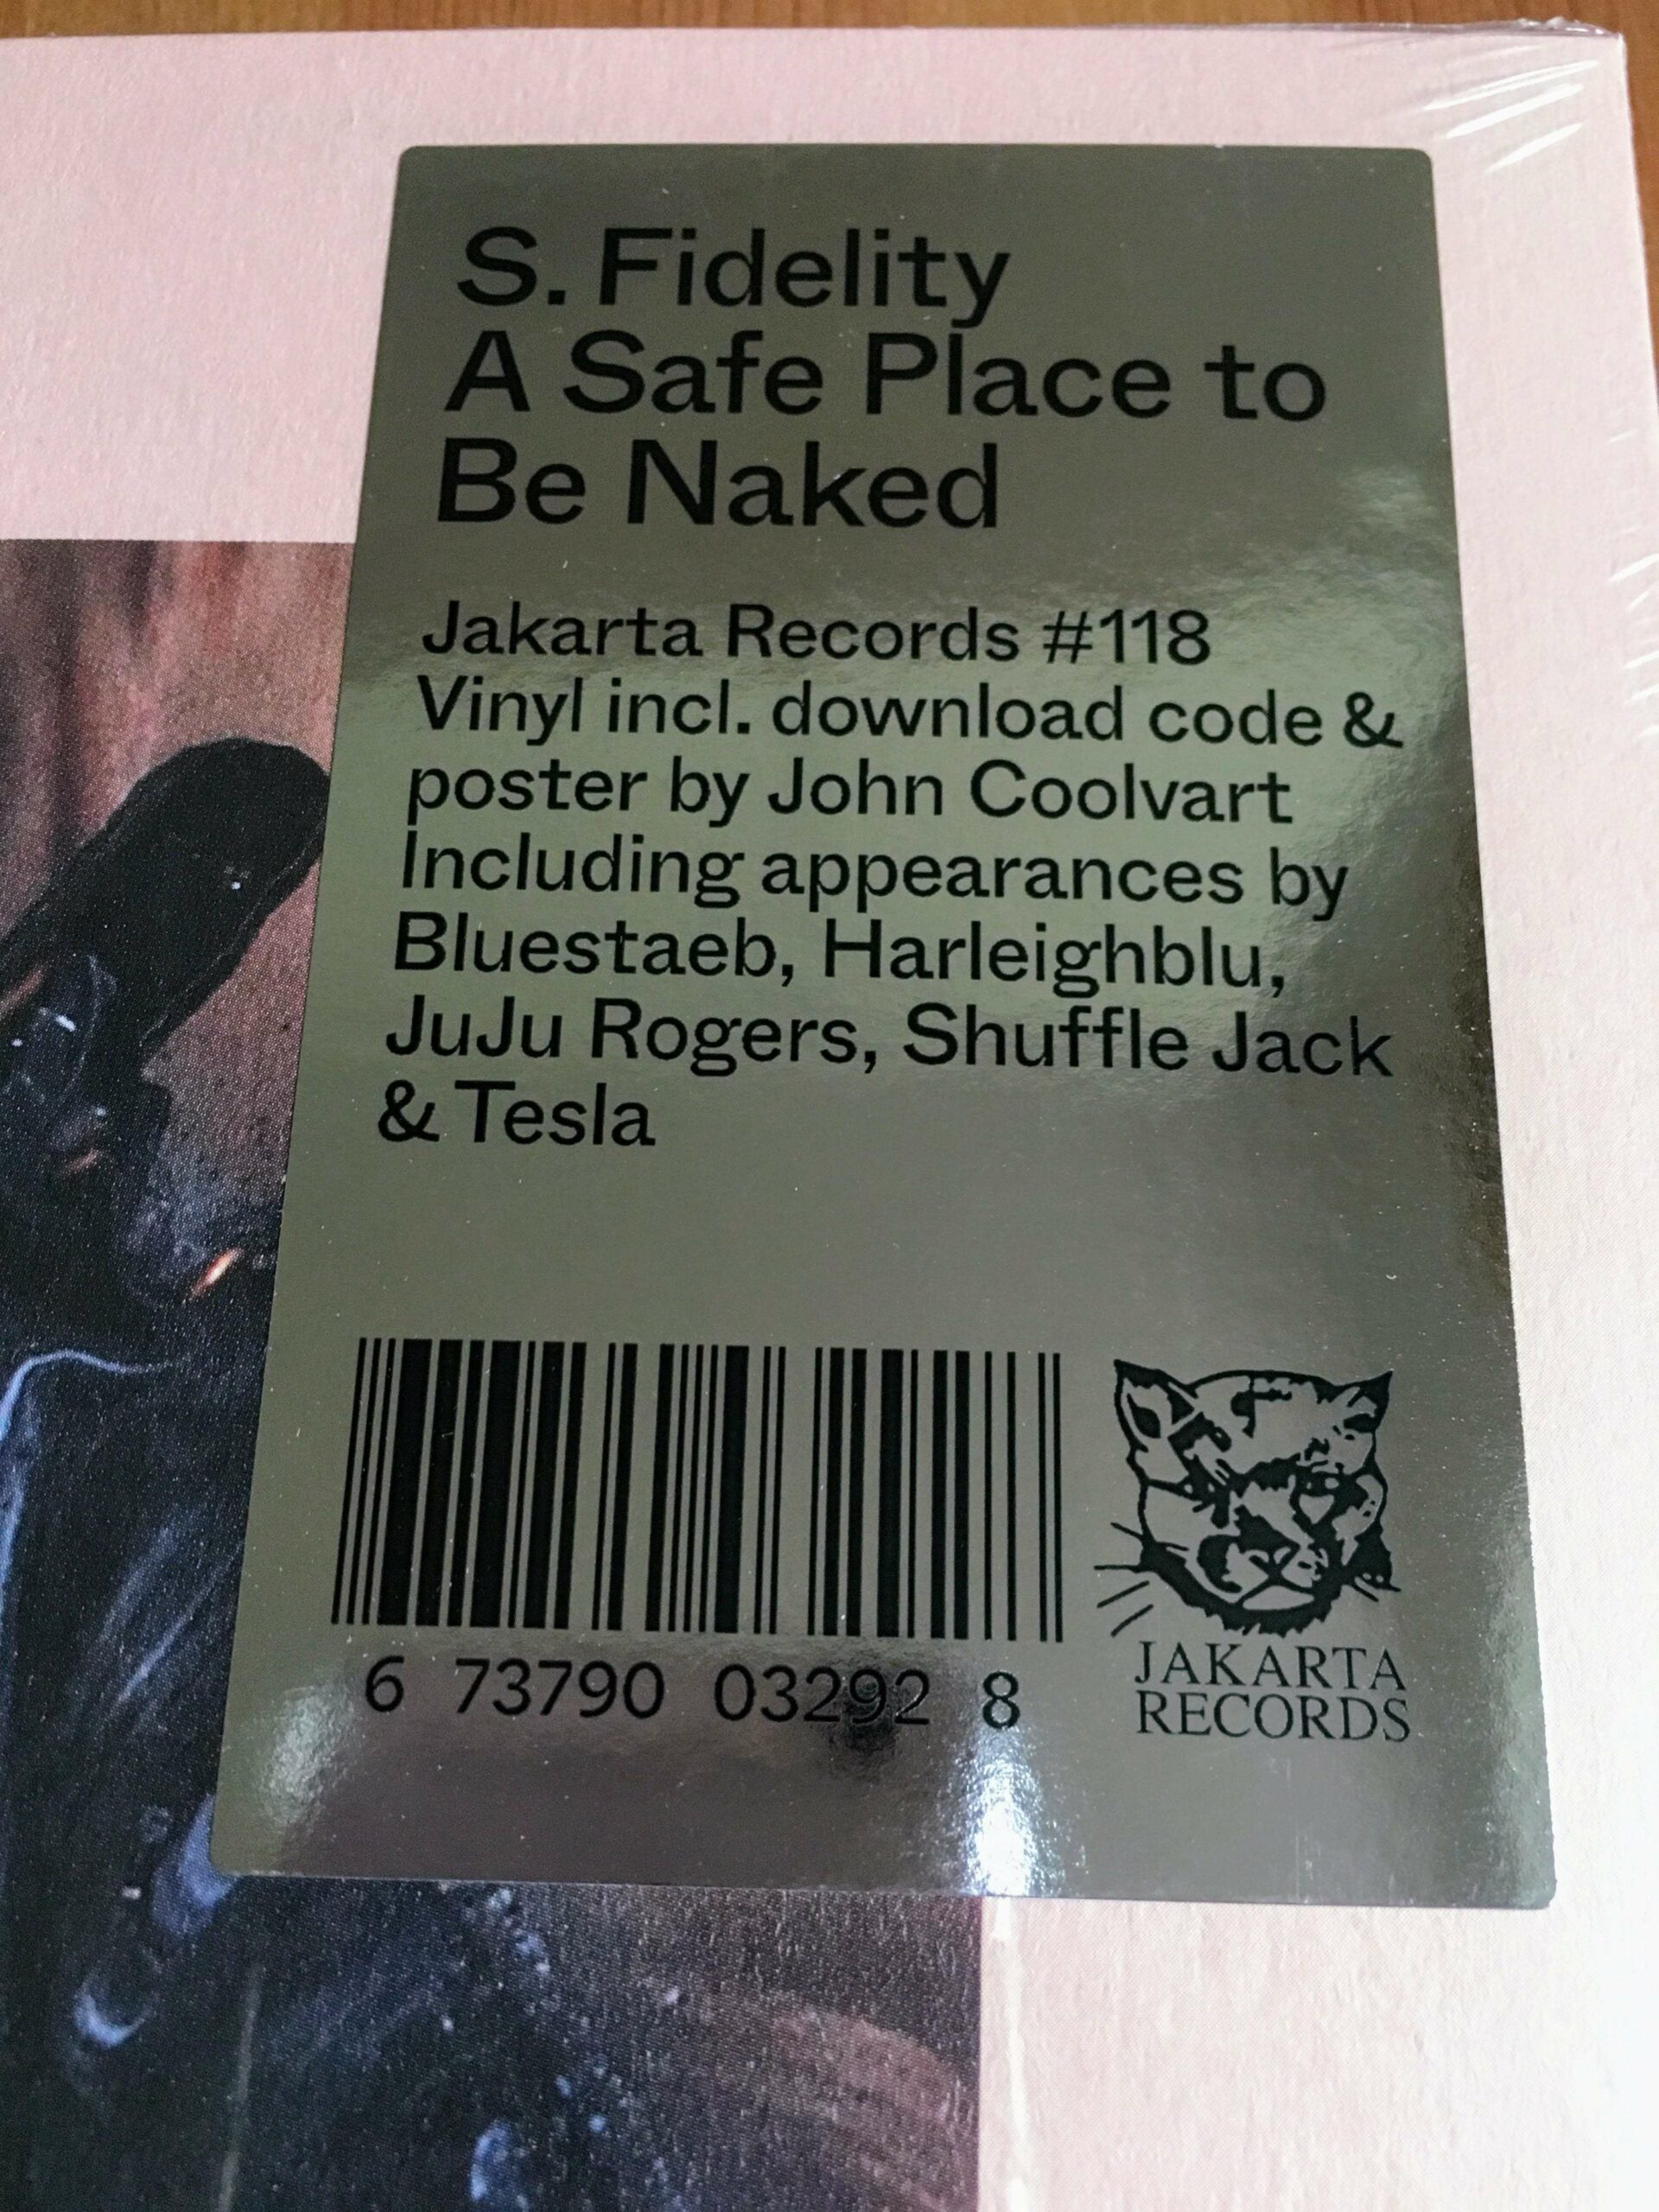 S. Fidelity
A Safe Place to
Be Naked
Jakarta Records #118
Vinyl incl. download code &
poster by John Coolvart
Including appearances by
Bluestaeb, Harleighblu,
JuJu Rogers, Shuffle Jack
& Tesla
6 73790 03292 8
JAKARTA
RECORDS